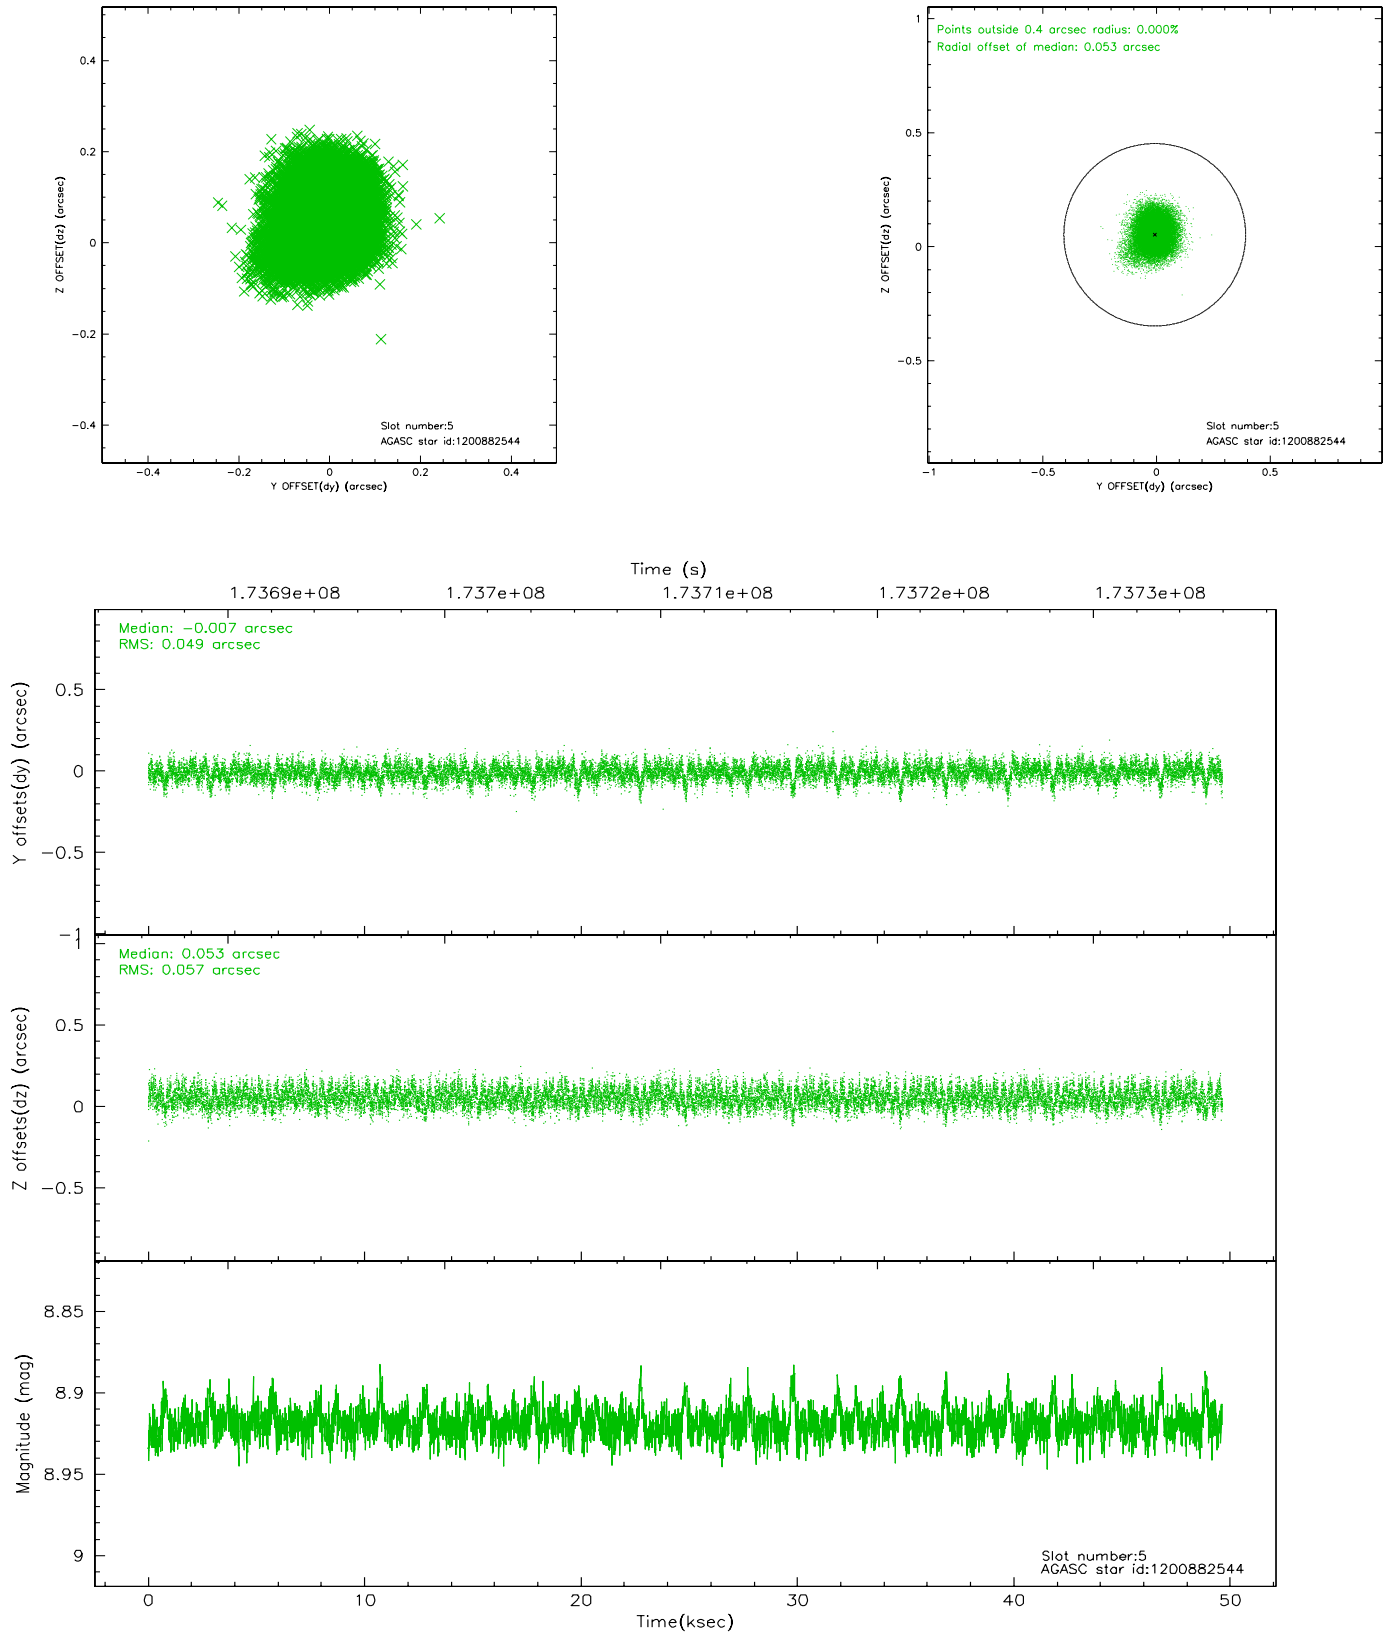 0.4
0.2
0
−0.2
−0.4
Z OFFSET(dz) (arcsec)
Slot number:5
AGASC star id:1200882544
−0.4 −0.2 0 0.2 0.4
Y OFFSET(dy) (arcsec)
Points outside 0.4 arcsec radius: 0.000%
Radial offset of median: 0.053 arcsec
1
0.5
0
−0.5
Z OFFSET(dz) (arcsec)
Slot number:5
AGASC star id:1200882544
−1 −0.5 0 0.5
Y OFFSET(dy) (arcsec)
Time (s)
1.7369e+08 1.737e+08 1.7371e+08 1.7372e+08 1.7373e+08
Median: −0.007 arcsec
RMS: 0.049 arcsec
0.5
0
−0.5
−1
Y offsets(dy) (arcsec)
Median: 0.053 arcsec
RMS: 0.057 arcsec
1
0.5
0
−0.5
Z offsets(dz) (arcsec)
8.85
8.9
8.95
9
Magnitude (mag)
Slot number:5
AGASC star id:1200882544
0 10 20 30 40 50
Time(ksec)